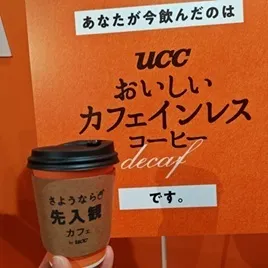 あなたが今飲んだのは
UCC
おいしい
カフェインレス
コーヒー
decaf
です。
さようなら
先入観
カフェ
by UCC